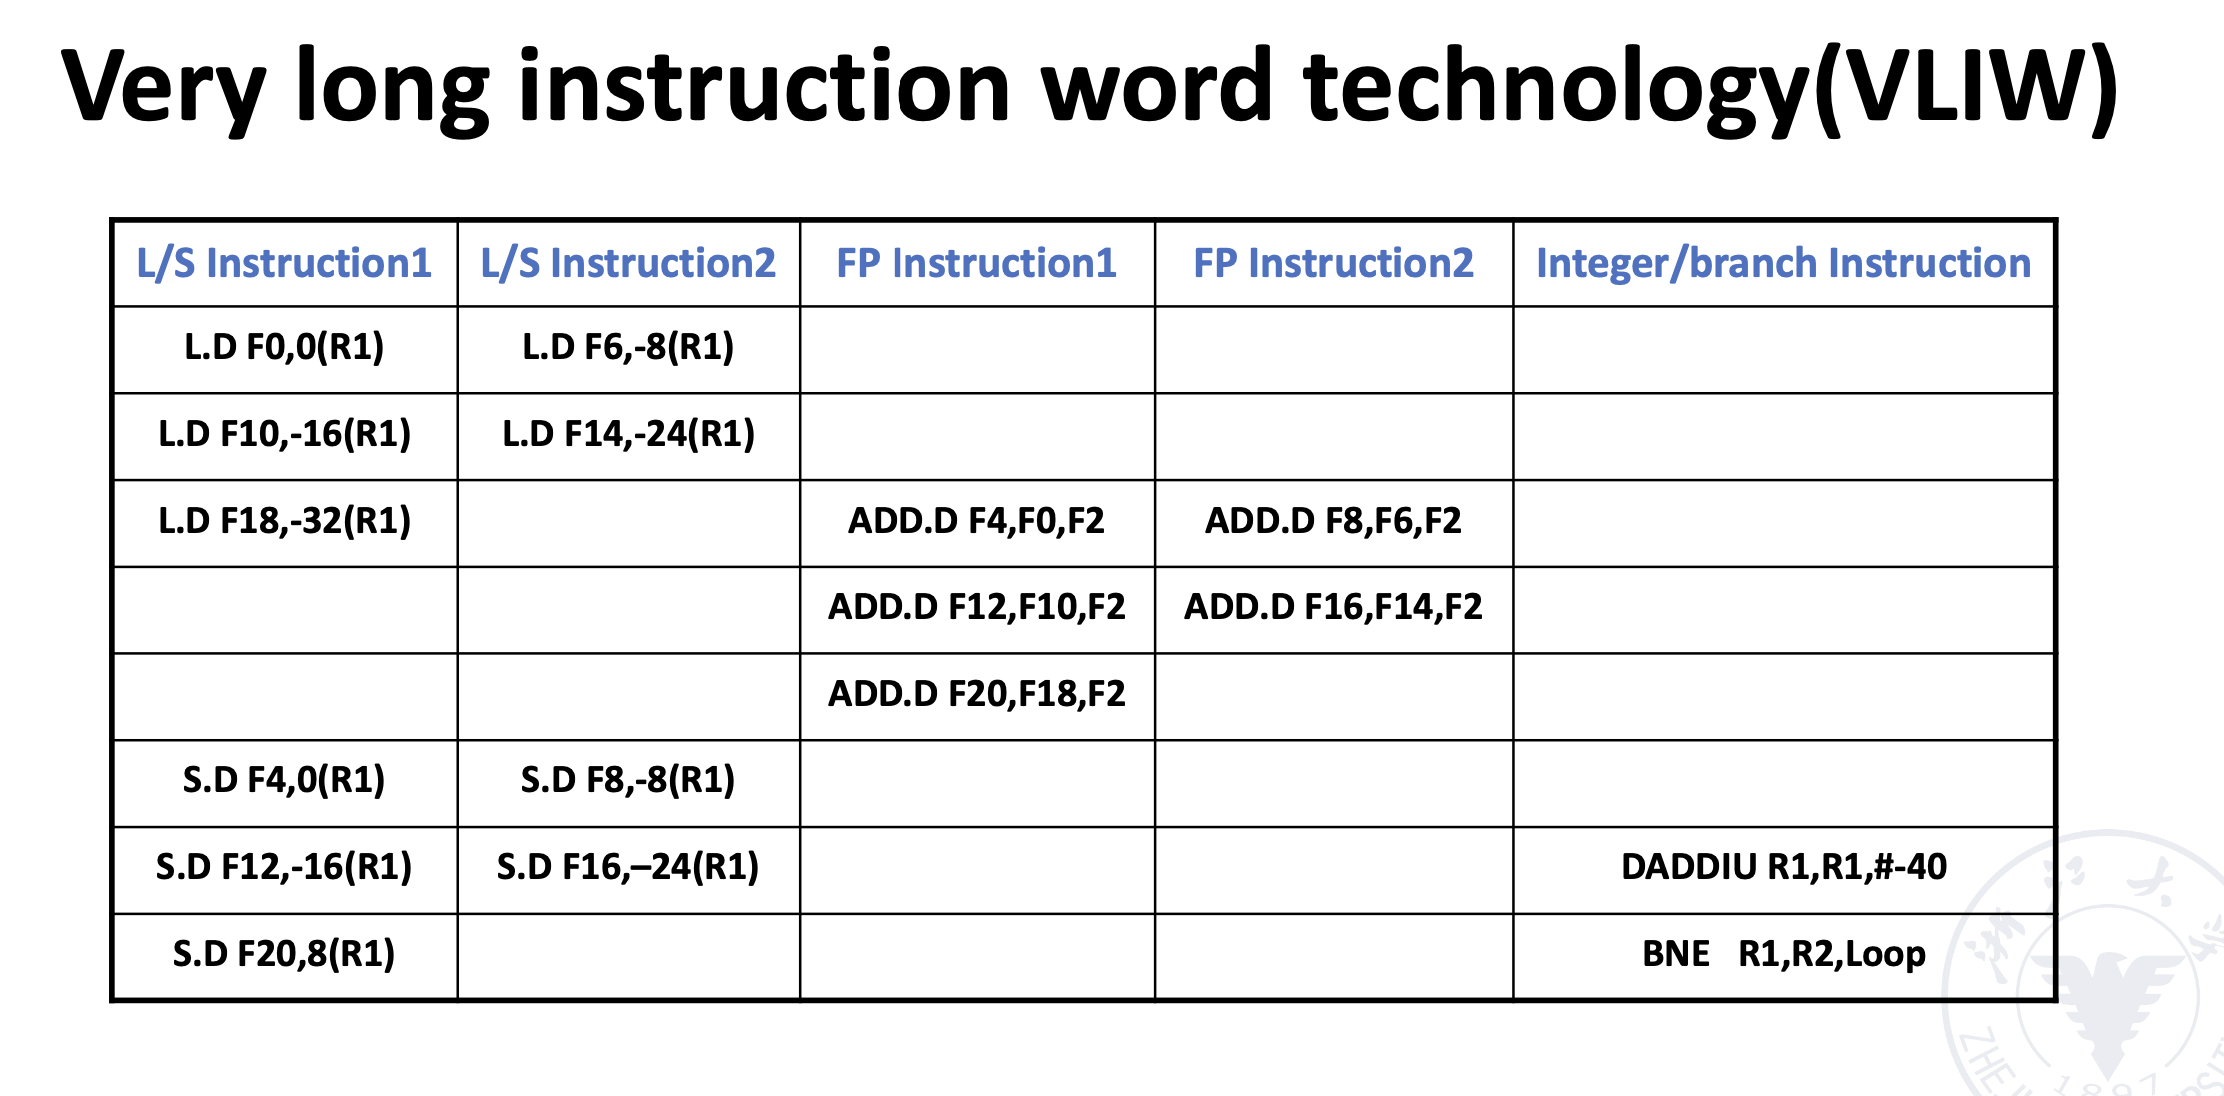 Very long instruction word technology(VLIW)
L/S Instruction1 L/S Instruction2 FP Instruction1 FP Instruction2 Integer/branch Instruction
L.D F0,0(R1) L.D F6,-8(R1)
L.D F10,-16(R1) L.D F14,-24(R1)
L.D F18,-32(R1) ADD.D F4,F0,F2 ADD.D F8,F6,F2
ADD.D F12,F10,F2 ADD.D F16,F14,F2
ADD.D F20,F18,F2
S.D F4,0(R1) S.D F8,-8(R1)
S.D F12,-16(R1) S.D F16,–24(R1) DADDIU R1,R1,#-40
S.D F20,8(R1) BNE R1,R2,Loop
1897